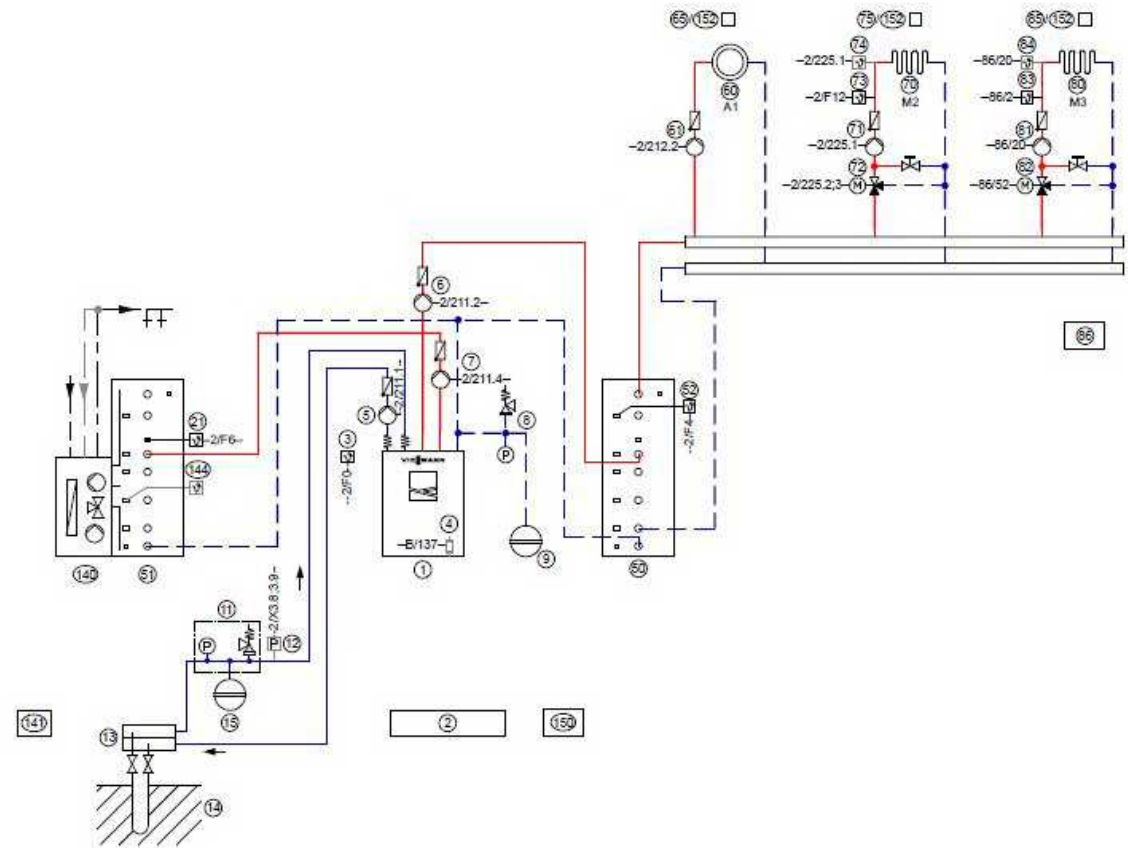 65/152 75/152 85/152
74 84
–2/225.1– –86/20–
73 83
–2/F12– –86/2–
60 70 80
A1 M2 M3
61 71 81
–2/212.2– –2/225.1– –86/20–
72 82
–2/225.2;3– M –86/52– M
6
–2/211.2–
86
7
–2/211.4–
–2/211.1–
5
8
52
–2/F4–
21
–2/F6–
3
–2/F0–
P
VIESMANN
144
4
–B/137–
9
140 51 1 50
–2/X3.8;3.9–
11
P
P 12
15
141 2 150
13
14